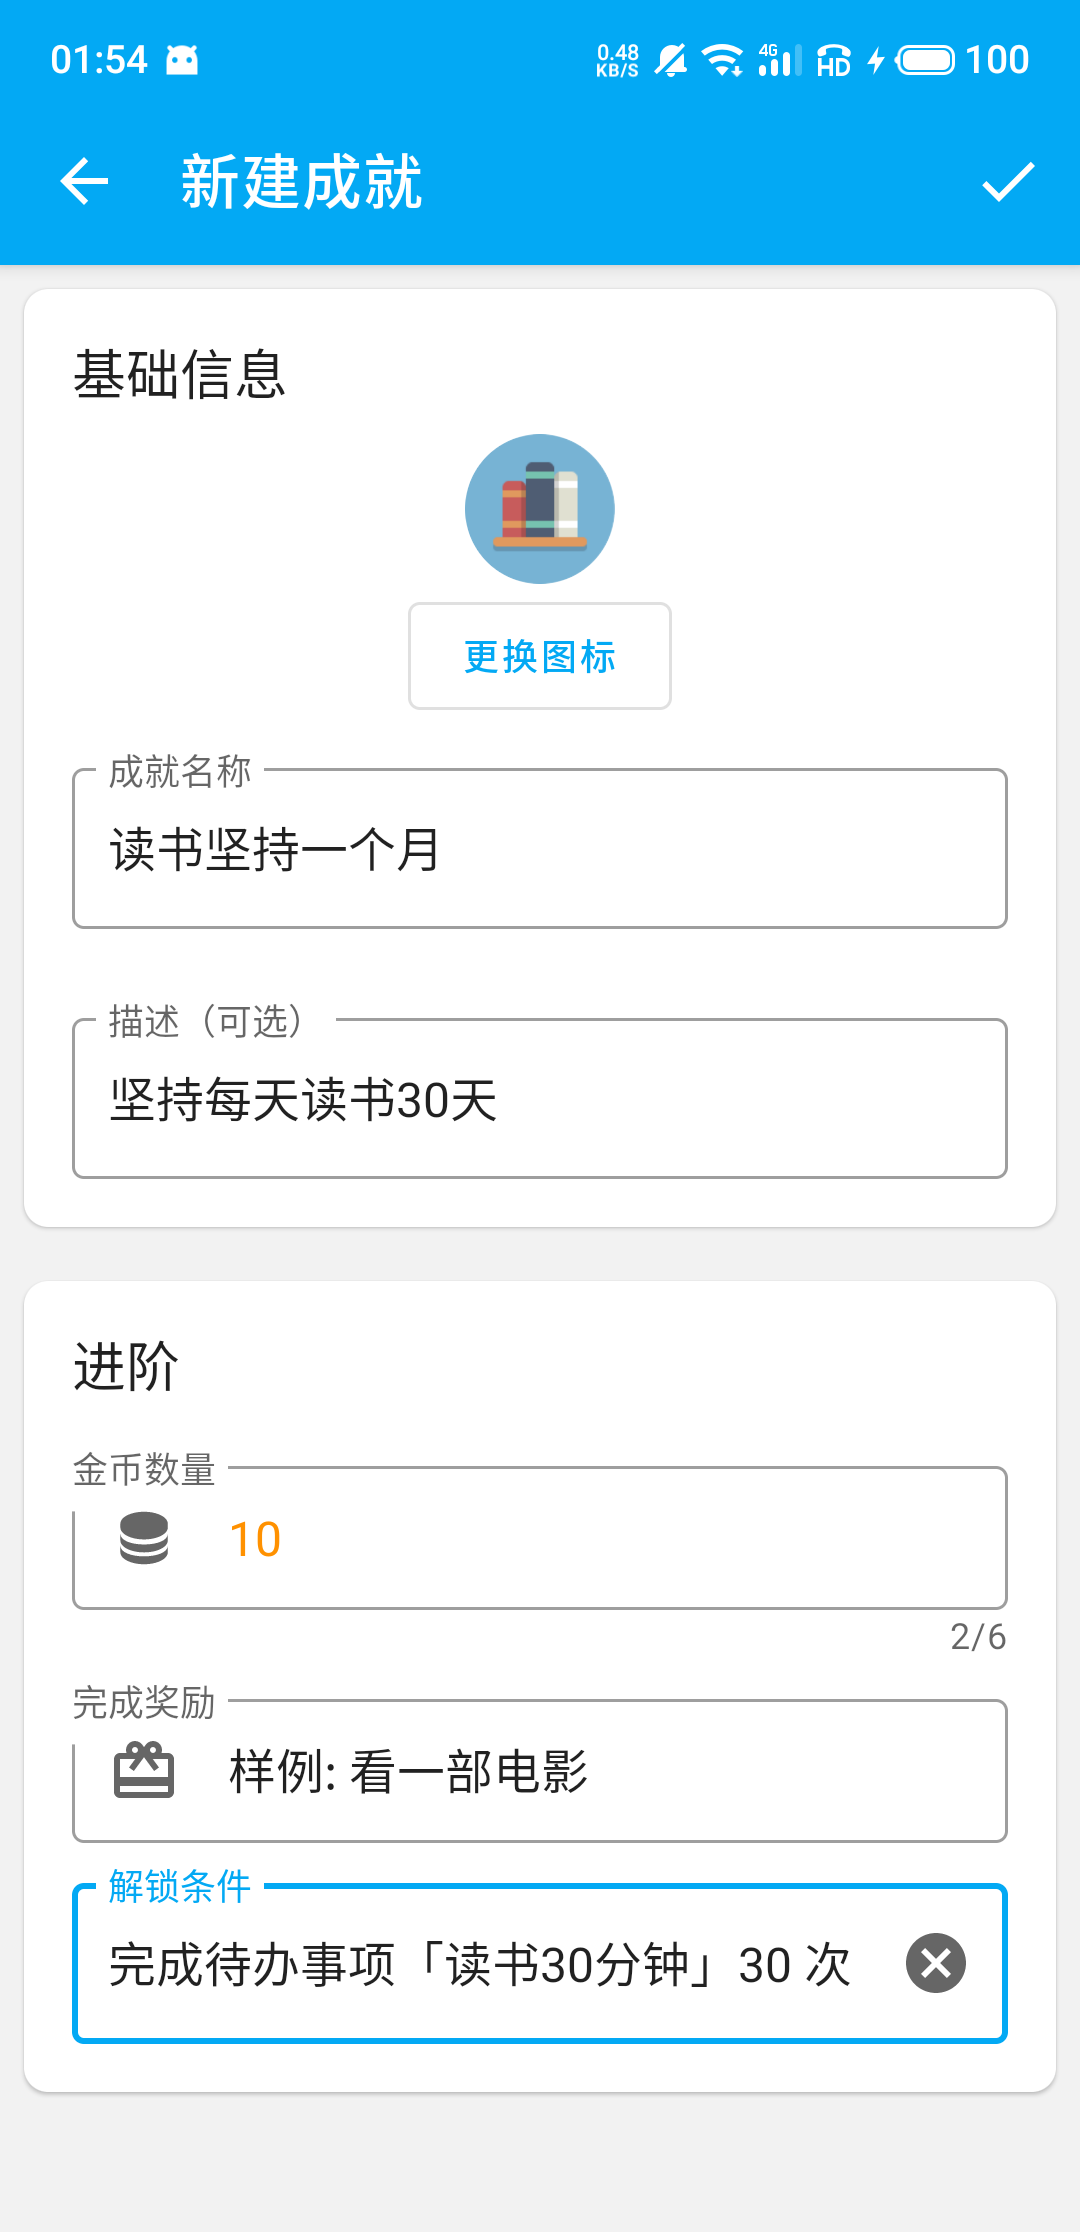 01:54 0.48 KB/S 4G HD 100
新建成就
基础信息
更换图标
成就名称
读书坚持一个月
描述（可选）
坚持每天读书30天
进阶
金币数量
10
2/6
完成奖励
样例: 看一部电影
解锁条件
完成待办事项「读书30分钟」30 次